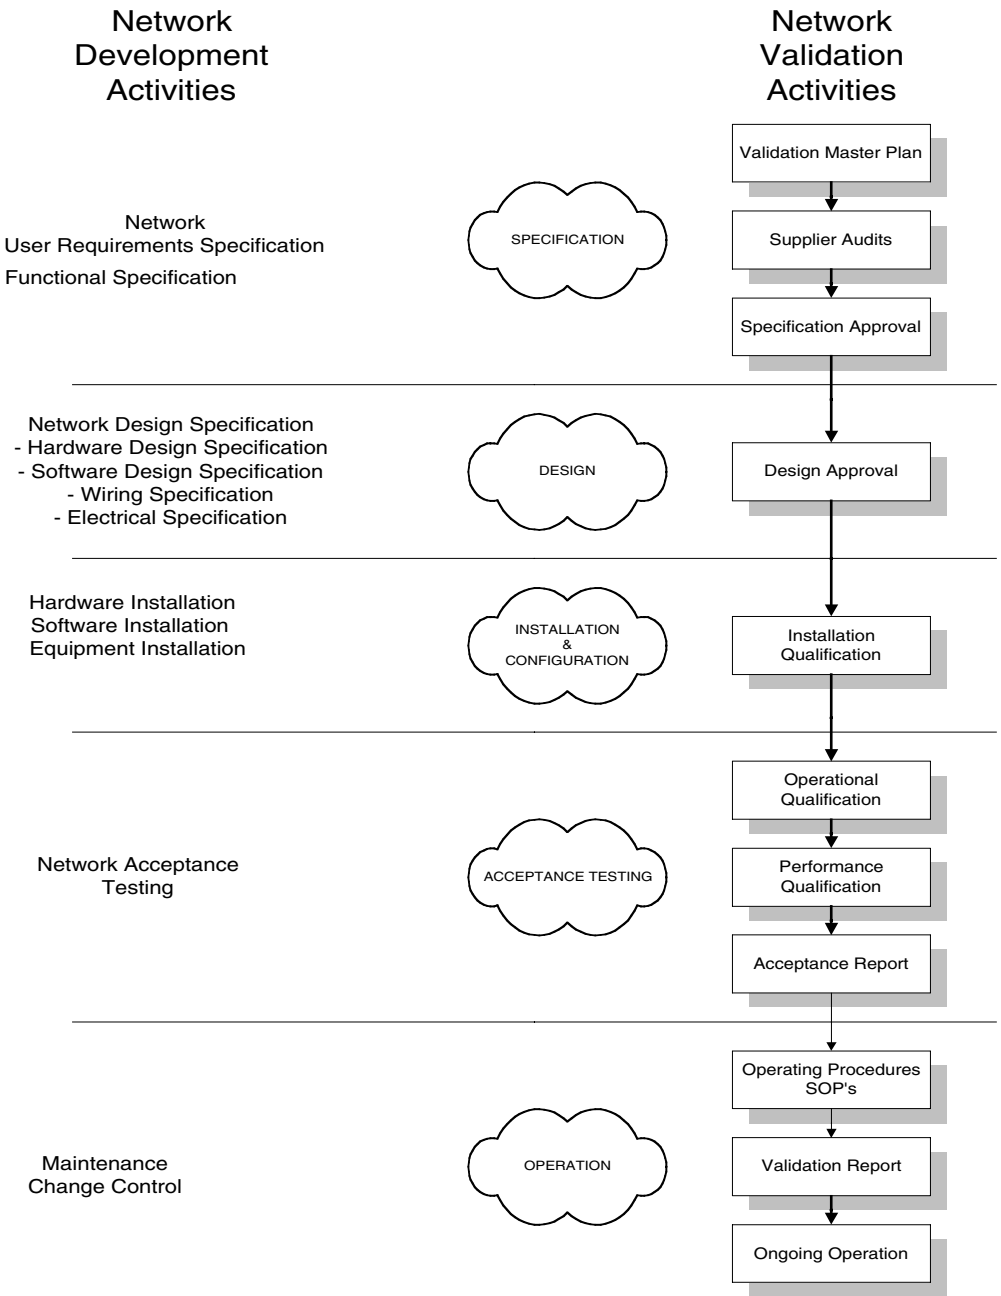 Network
Development
Activities
Network
Validation
Activities
Network
User Requirements Specification
Functional Specification
SPECIFICATION
Validation Master Plan
Supplier Audits
Specification Approval
Network Design Specification
- Hardware Design Specification
- Software Design Specification
- Wiring Specification
- Electrical Specification
DESIGN
Design Approval
Hardware Installation
Software Installation
Equipment Installation
INSTALLATION
&
CONFIGURATION
Installation
Qualification
Network Acceptance
Testing
ACCEPTANCE TESTING
Operational
Qualification
Performance
Qualification
Acceptance Report
Maintenance
Change Control
OPERATION
Operating Procedures
SOP's
Validation Report
Ongoing Operation